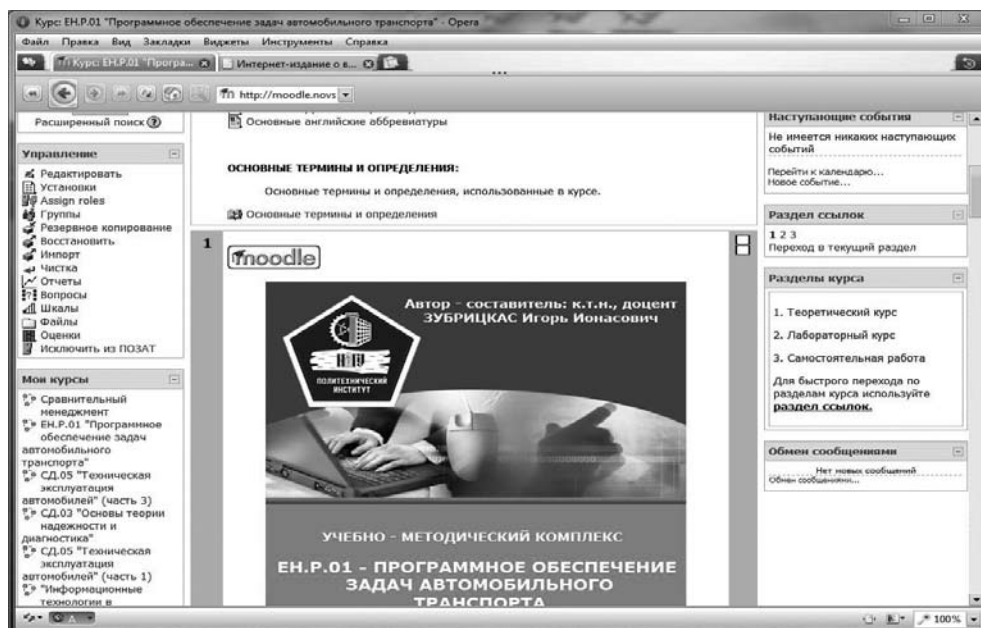 Курс: ЕН.Р.01 "Программное обеспечение задач автомобильного транспорта" - Opera
Файл Правка Вид Закладки Виджеты Инструменты Справка
Курс: ЕН.Р.01 "Програ...
Интернет-издание о в...
http://moodle.novs
Расширенный поиск
Управление
Редактировать
Установки
Assign roles
Группы
Резервное копирование
Восстановить
Импорт
Чистка
Отчеты
Вопросы
Шкалы
Файлы
Оценки
Исключить из ПОЗАТ
Мои курсы
Сравнительный
менеджмент
ЕН.Р.01 "Программное
обеспечение задач
автомобильного
транспорта"
СД.05 "Техническая
эксплуатация
автомобилей" (часть 3)
СД.03 "Основы теории
надежности и
диагностика"
СД.05 "Техническая
эксплуатация
автомобилей" (часть 1)
"Информационные
технологии в
Основные английские аббревиатуры
ОСНОВНЫЕ ТЕРМИНЫ И ОПРЕДЕЛЕНИЯ:
Основные термины и определения, использованные в курсе.
Основные термины и определения
1
moodle
Автор - составитель: к.т.н., доцент
ЗУБРИЦКАС Игорь Ионасович
ПОЛИТЕХНИЧЕСКИЙ
ИНСТИТУТ
УЧЕБНО - МЕТОДИЧЕСКИЙ КОМПЛЕКС
ЕН.Р.01 - ПРОГРАММНОЕ ОБЕСПЕЧЕНИЕ
ЗАДАЧ АВТОМОБИЛЬНОГО
ТРАНСПОРТА
Наступающие события
Не имеется никаких наступающих
событий
Перейти к календарю...
Новое событие...
Раздел ссылок
1 2 3
Переход в текущий раздел
Разделы курса
1. Теоретический курс
2. Лабораторный курс
3. Самостоятельная работа
Для быстрого перехода по
разделам курса используйте
раздел ссылок.
Обмен сообщениями
Нет новых сообщений
Обмен сообщениями...
100%